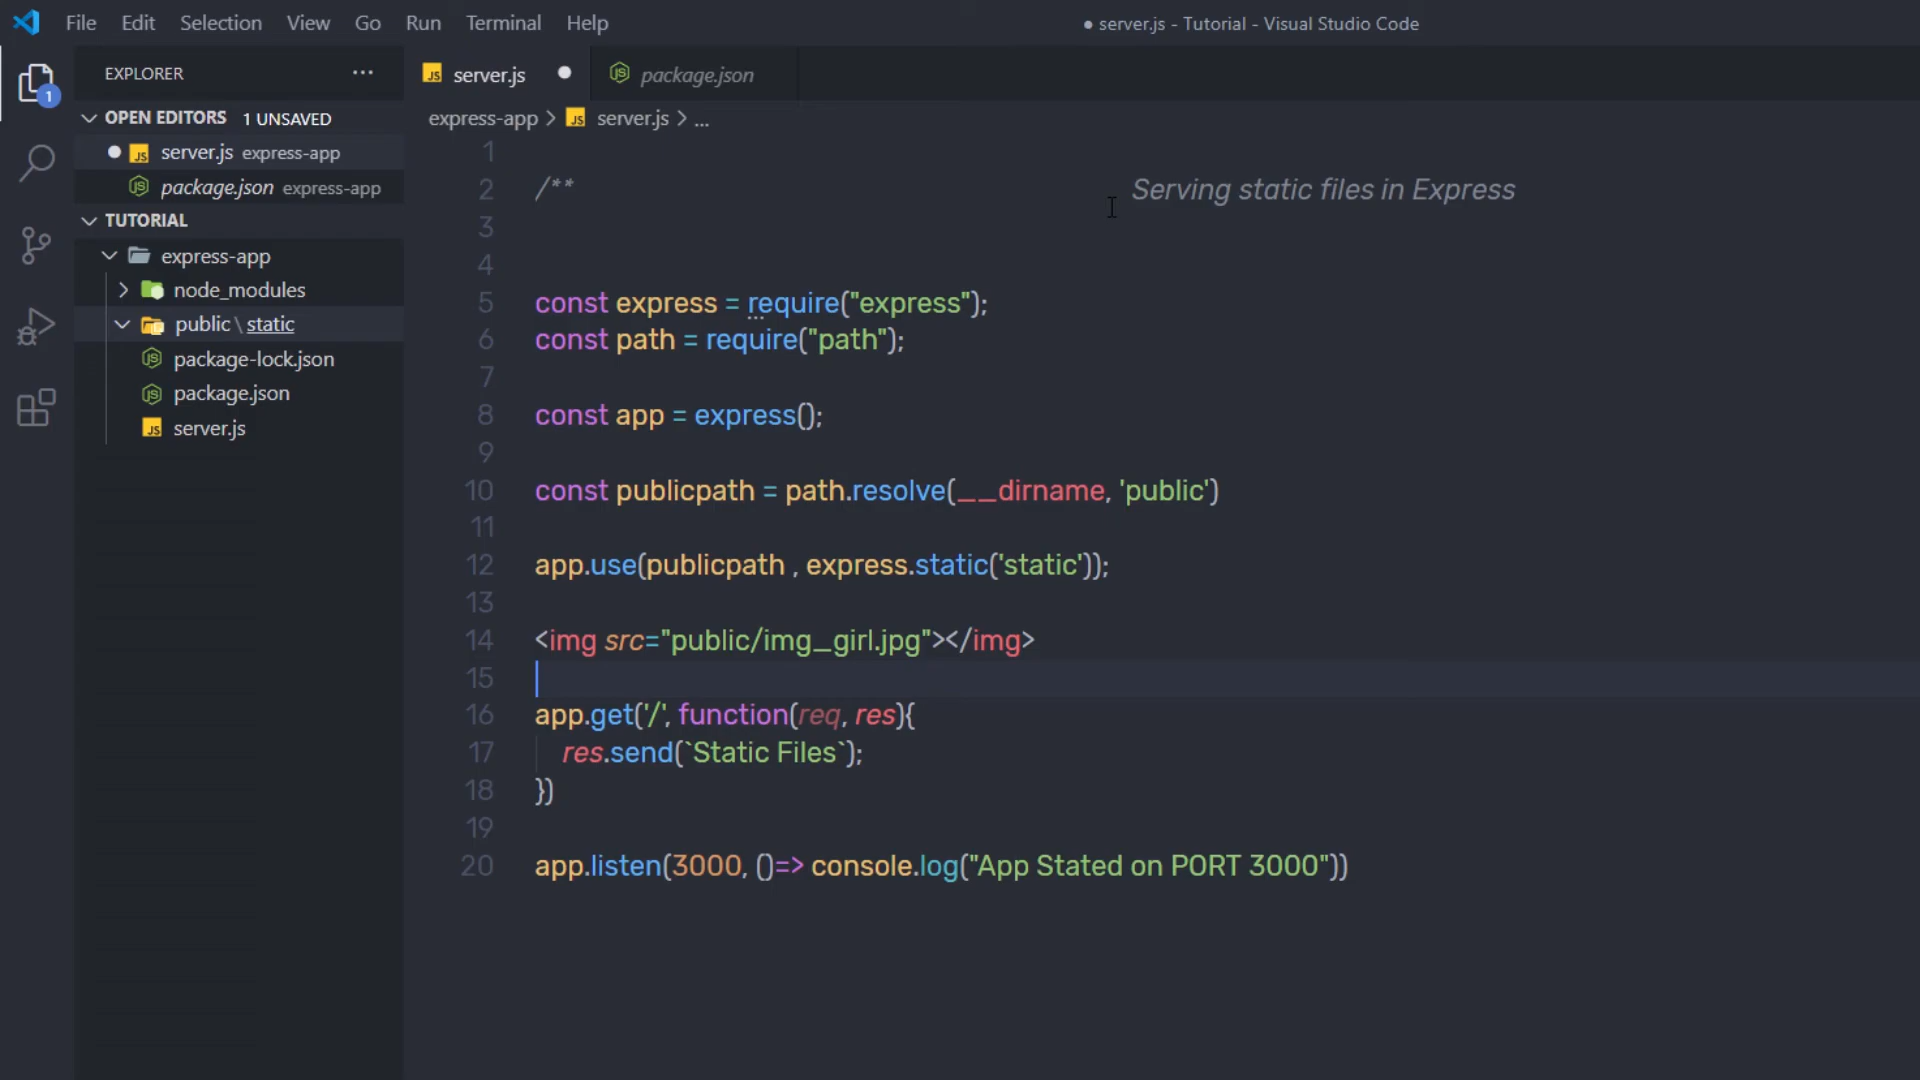 File Edit Selection View Go Run Terminal Help
● server.js - Tutorial - Visual Studio Code
EXPLORER ...
OPEN EDITORS 1 UNSAVED
server.js express-app
package.json express-app
TUTORIAL
express-app
node_modules
public\static
package-lock.json
package.json
server.js
1
server.js
package.json
express-app > server.js > ...
1
2 /** Serving static files in Express
3
4
5 const express = require("express");
6 const path = require("path");
7
8 const app = express();
9
10 const publicpath = path.resolve(__dirname, 'public')
11
12 app.use(publicpath , express.static('static'));
13
14 <img src="public/img_girl.jpg"></img>
15
16 app.get('/', function(req, res){
17 res.send(`Static Files`);
18 })
19
20 app.listen(3000, ()=> console.log("App Stated on PORT 3000"))